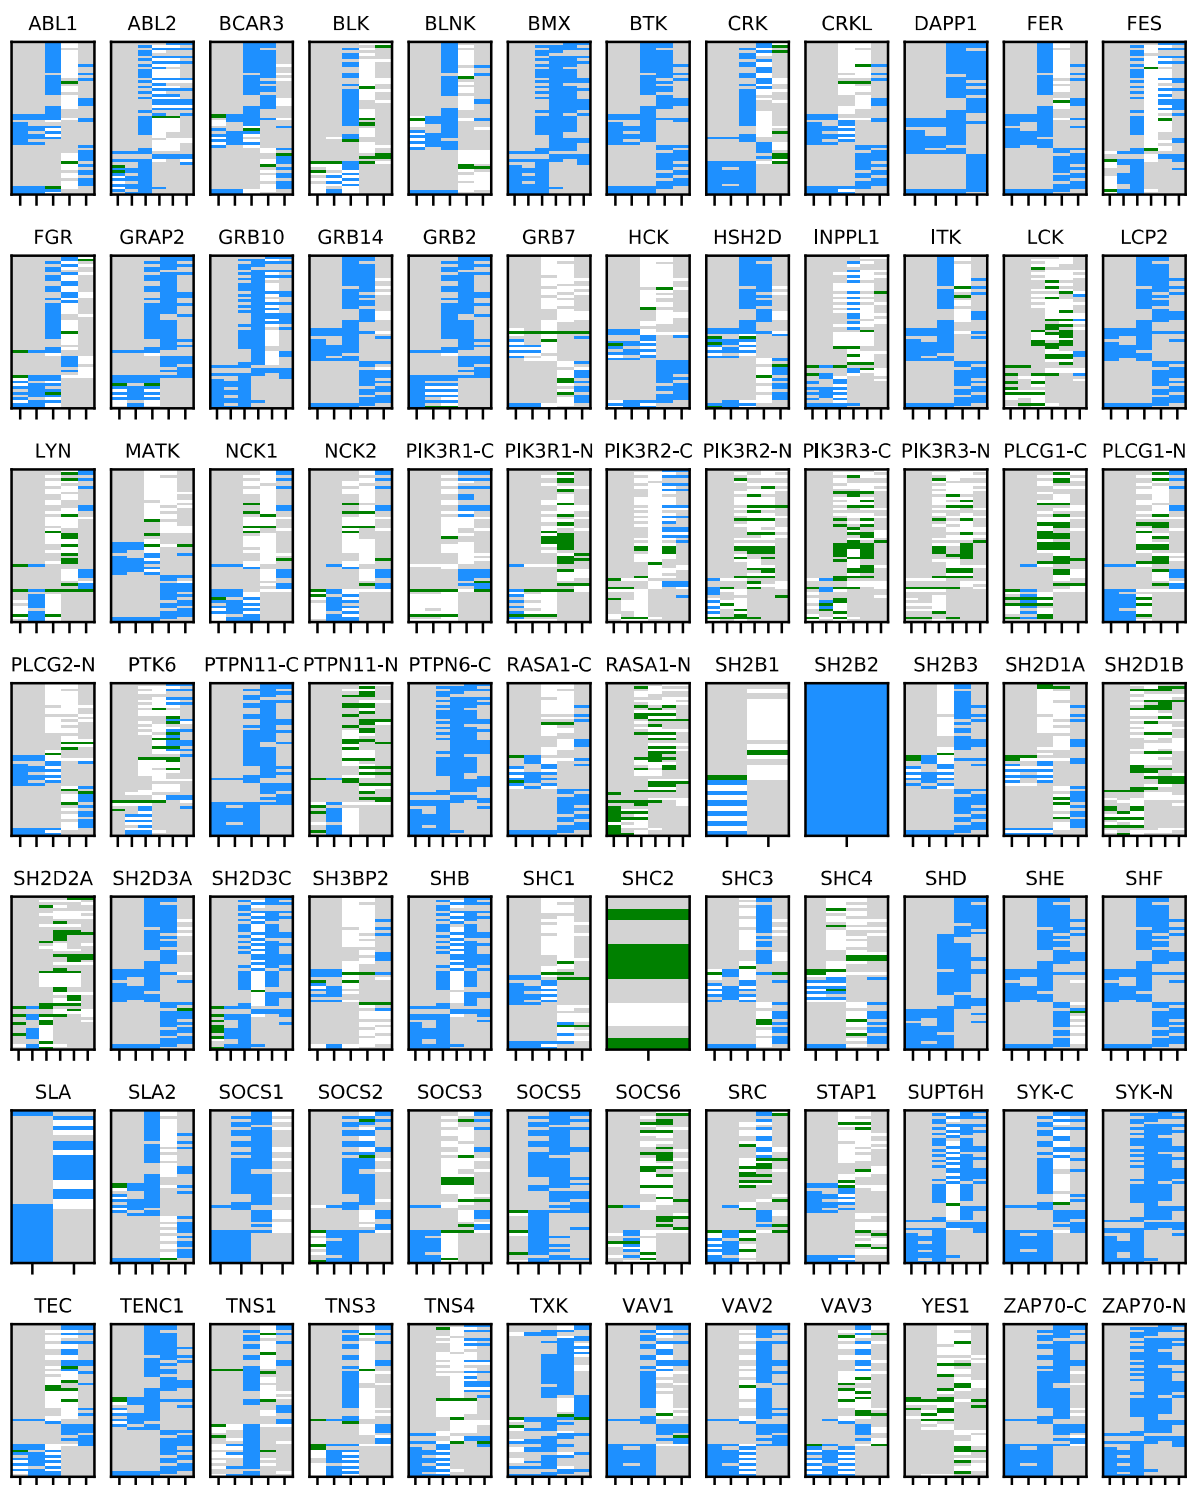 ABL1 ABL2 BCAR3 BLK BLNK BMX BTK CRK CRKL DAPP1 FER FES
FGR GRAP2 GRB10 GRB14 GRB2 GRB7 HCK HSH2D INPPL1 ITK LCK LCP2
LYN MATK NCK1 NCK2 PIK3R1-C PIK3R1-N PIK3R2-C PIK3R2-N PIK3R3-C PIK3R3-N PLCG1-C PLCG1-N
PLCG2-N PTK6 PTPN11-C PTPN11-N PTPN6-C RASA1-C RASA1-N SH2B1 SH2B2 SH2B3 SH2D1A SH2D1B
SH2D2A SH2D3A SH2D3C SH3BP2 SHB SHC1 SHC2 SHC3 SHC4 SHD SHE SHF
SLA SLA2 SOCS1 SOCS2 SOCS3 SOCS5 SOCS6 SRC STAP1 SUPT6H SYK-C SYK-N
TEC TENC1 TNS1 TNS3 TNS4 TXK VAV1 VAV2 VAV3 YES1 ZAP70-C ZAP70-N